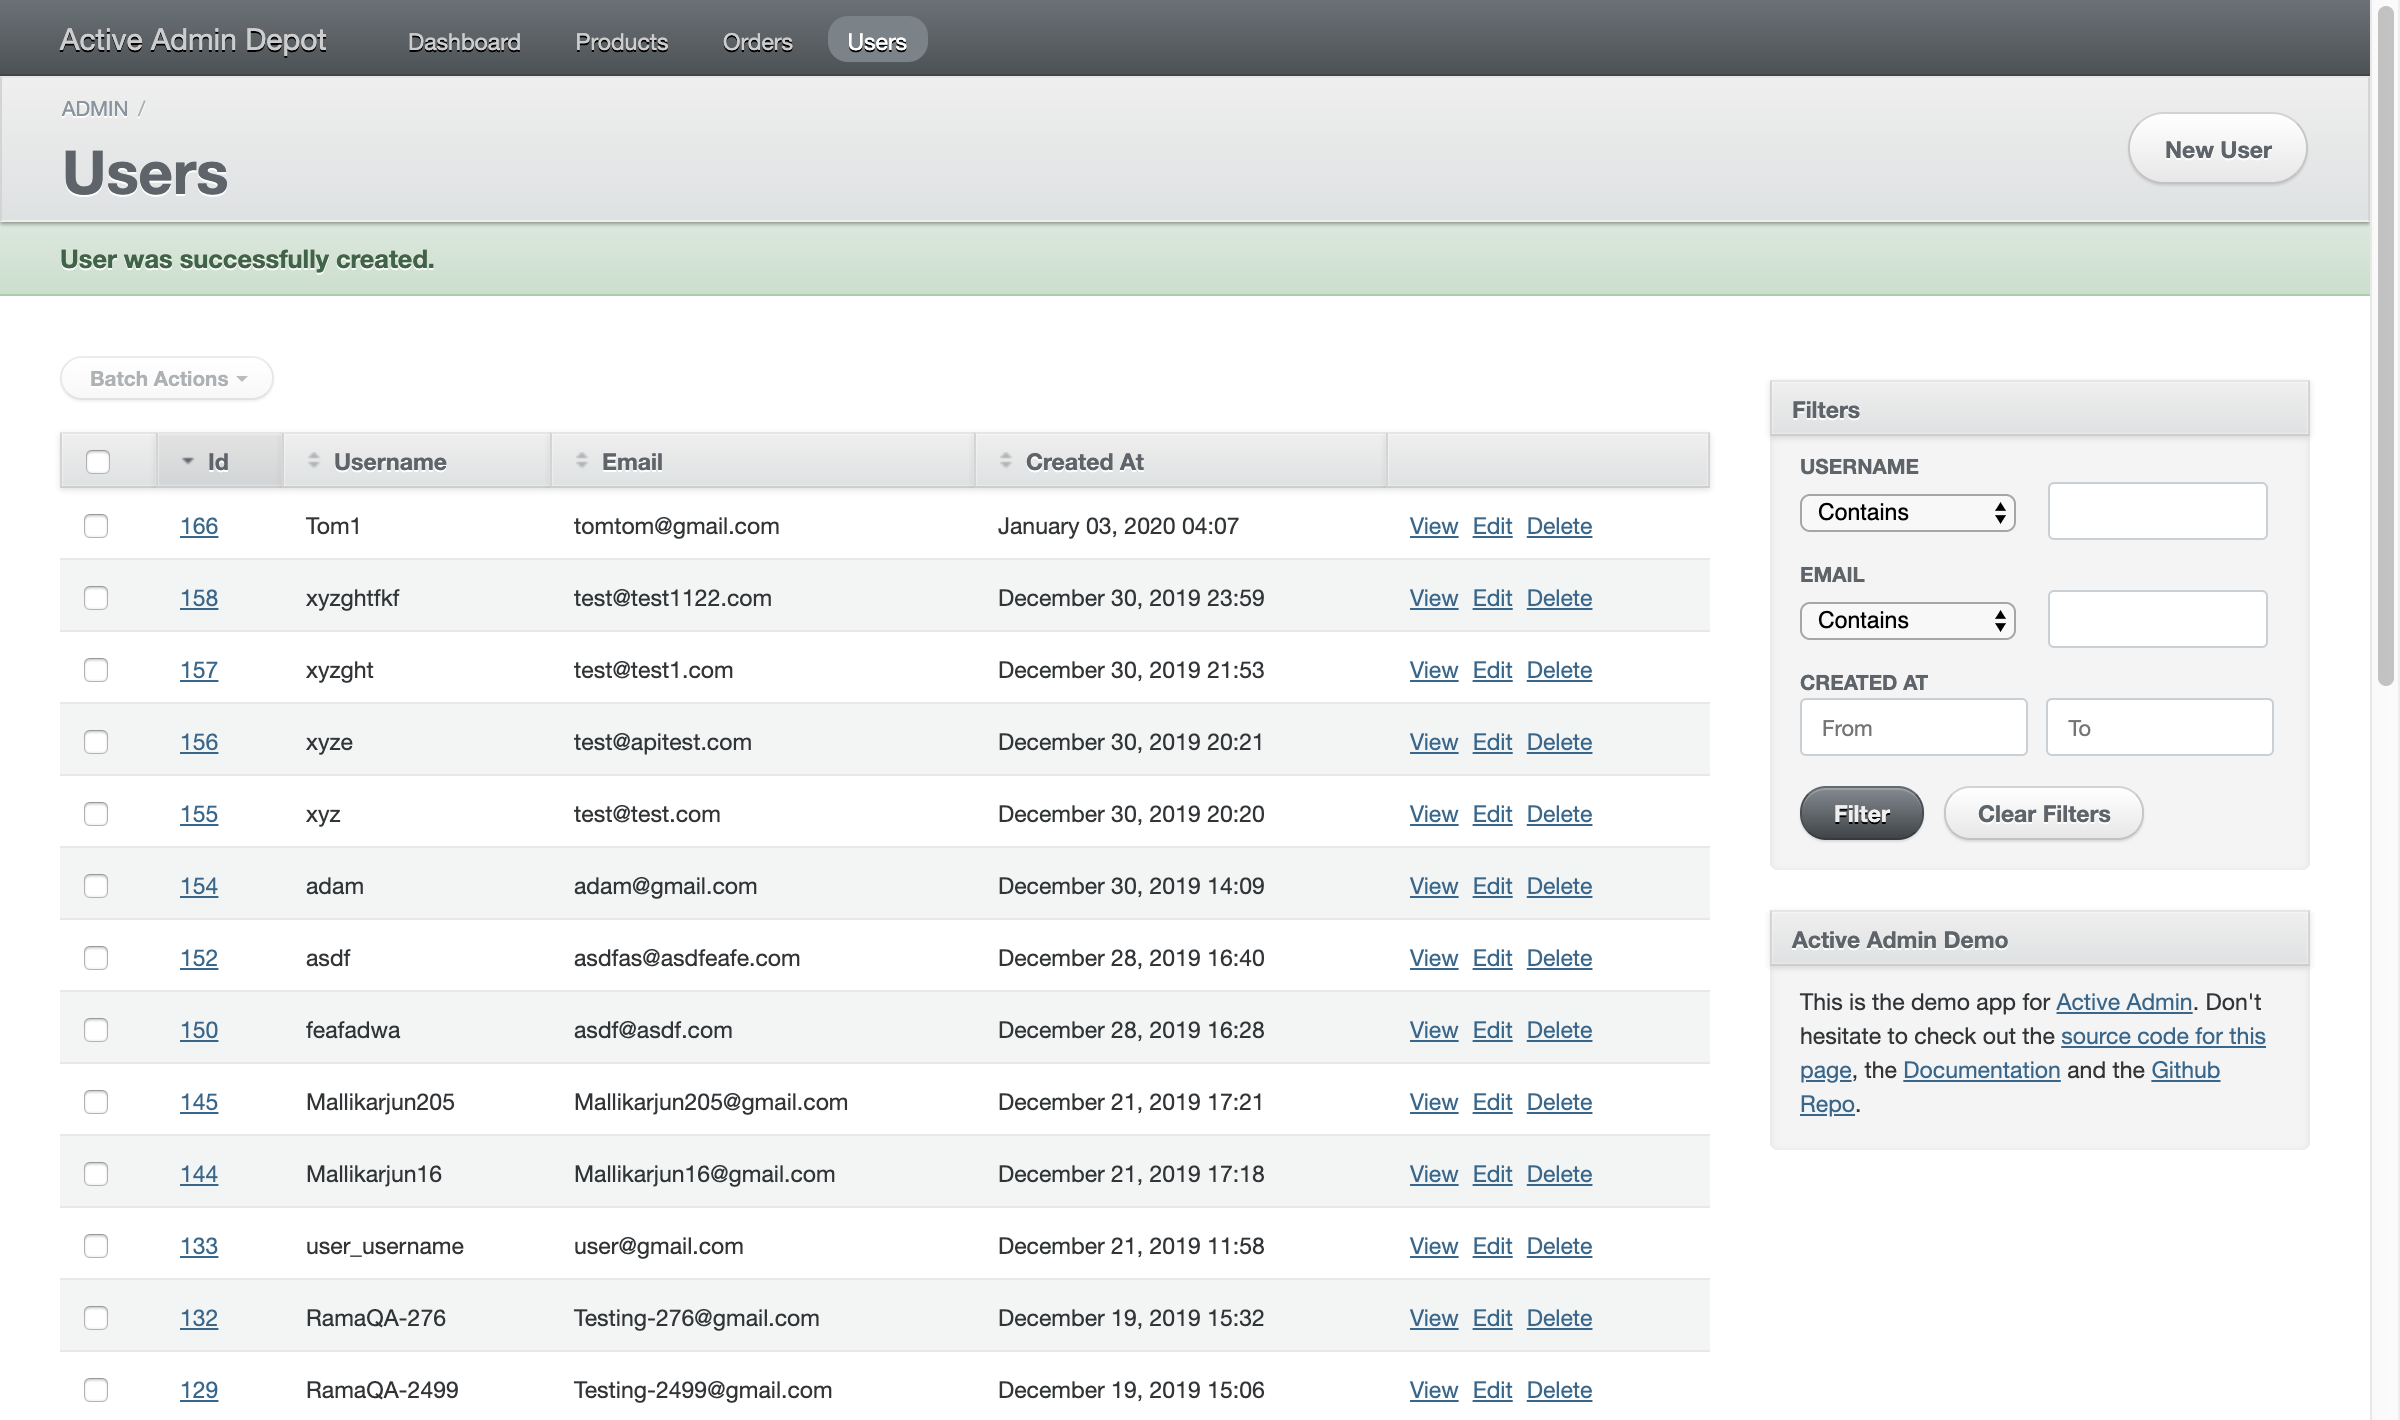 Active Admin Depot Dashboard Products Orders Users
ADMIN /
Users
New User
User was successfully created.
Batch Actions
Id Username Email Created At
166 Tom1 tomtom@gmail.com January 03, 2020 04:07 View Edit Delete
158 xyzghtfkf test@test1122.com December 30, 2019 23:59 View Edit Delete
157 xyzght test@test1.com December 30, 2019 21:53 View Edit Delete
156 xyze test@apitest.com December 30, 2019 20:21 View Edit Delete
155 xyz test@test.com December 30, 2019 20:20 View Edit Delete
154 adam adam@gmail.com December 30, 2019 14:09 View Edit Delete
152 asdf asdfas@asdfeafe.com December 28, 2019 16:40 View Edit Delete
150 feafadwa asdf@asdf.com December 28, 2019 16:28 View Edit Delete
145 Mallikarjun205 Mallikarjun205@gmail.com December 21, 2019 17:21 View Edit Delete
144 Mallikarjun16 Mallikarjun16@gmail.com December 21, 2019 17:18 View Edit Delete
133 user_username user@gmail.com December 21, 2019 11:58 View Edit Delete
132 RamaQA-276 Testing-276@gmail.com December 19, 2019 15:32 View Edit Delete
129 RamaQA-2499 Testing-2499@gmail.com December 19, 2019 15:06 View Edit Delete
Filters
USERNAME
Contains
EMAIL
Contains
CREATED AT
From To
Filter Clear Filters
Active Admin Demo
This is the demo app for Active Admin. Don't
hesitate to check out the source code for this
page, the Documentation and the Github
Repo.